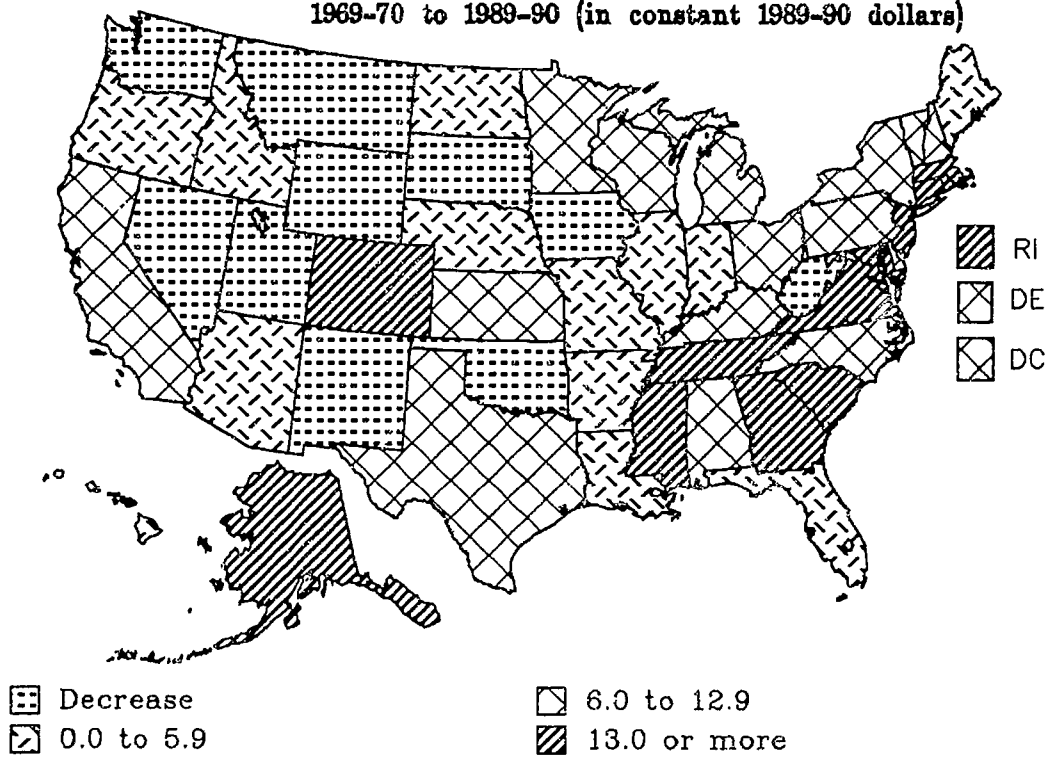 1969-70 to 1989-90 (in constant 1989-90 dollars)
RI
DE
DC
Decrease
0.0 to 5.9
6.0 to 12.9
13.0 or more